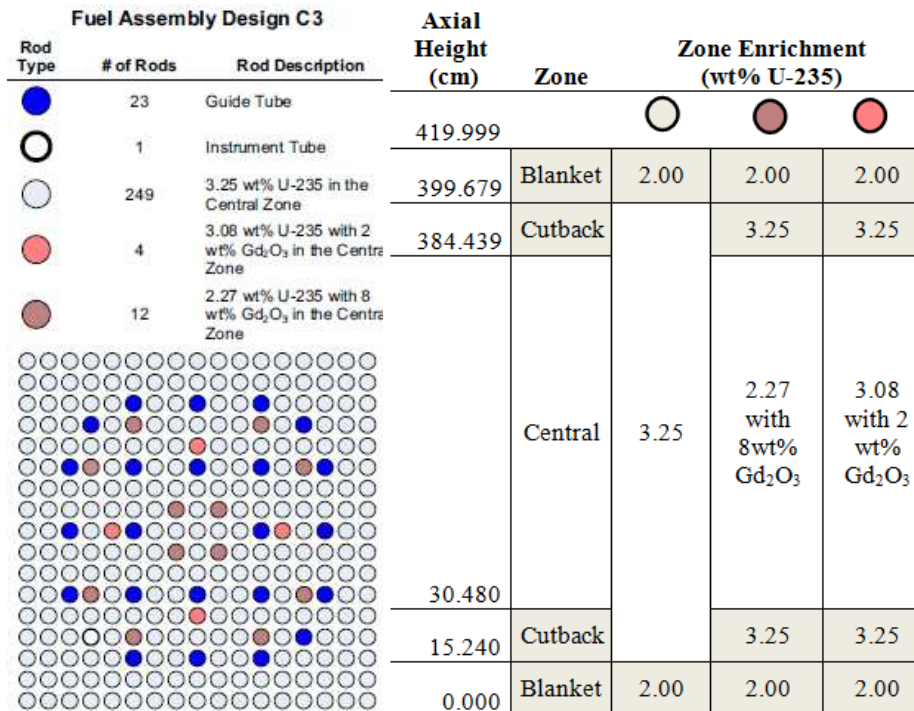 Fuel Assembly Design C3
Rod Type # of Rods Rod Description
23 Guide Tube
1 Instrument Tube
249 3.25 wt% U-235 in the
Central Zone
4 3.08 wt% U-235 with 2
wt% Gd₂O₃ in the Centra
Zone
12 2.27 wt% U-235 with 8
wt% Gd₂O₃ in the Centra
Zone
Axial
Height
(cm)
Zone
Zone Enrichment
(wt% U-235)
419.999
Blanket 2.00 2.00 2.00
399.679
Cutback 3.25 3.25
384.439
Central 3.25
2.27
with
8wt%
Gd₂O₃
3.08
with 2
wt%
Gd₂O₃
30.480
Cutback 3.25 3.25
15.240
Blanket 2.00 2.00 2.00
0.000